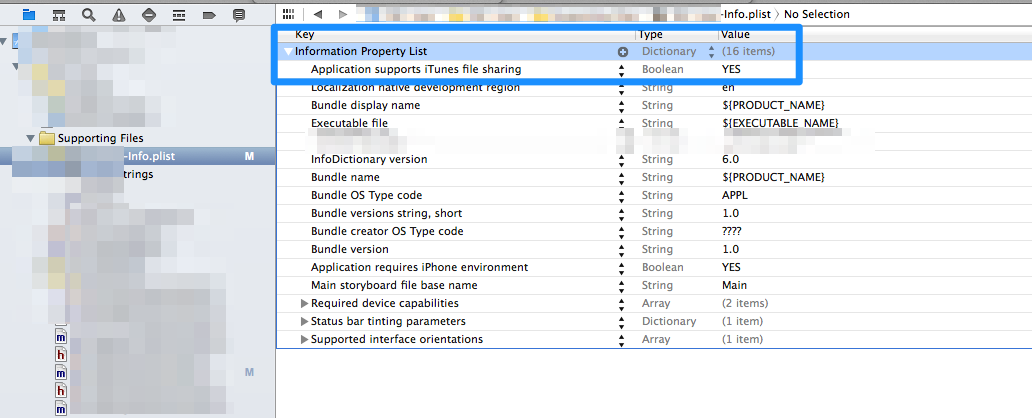 -Info.plist 〉 No Selection
Key Type Value
Information Property List Dictionary (16 items)
Application supports iTunes file sharing Boolean YES
Localization native development region String en
Bundle display name String ${PRODUCT_NAME}
Executable file String ${EXECUTABLE_NAME}
InfoDictionary version String 6.0
Bundle name String ${PRODUCT_NAME}
Bundle OS Type code String APPL
Bundle versions string, short String 1.0
Bundle creator OS Type code String ????
Bundle version String 1.0
Application requires iPhone environment Boolean YES
Main storyboard file base name String Main
Required device capabilities Array (2 items)
Status bar tinting parameters Dictionary (1 item)
Supported interface orientations Array (1 item)
Supporting Files
-Info.plist M
trings
m
h
m M
h
m